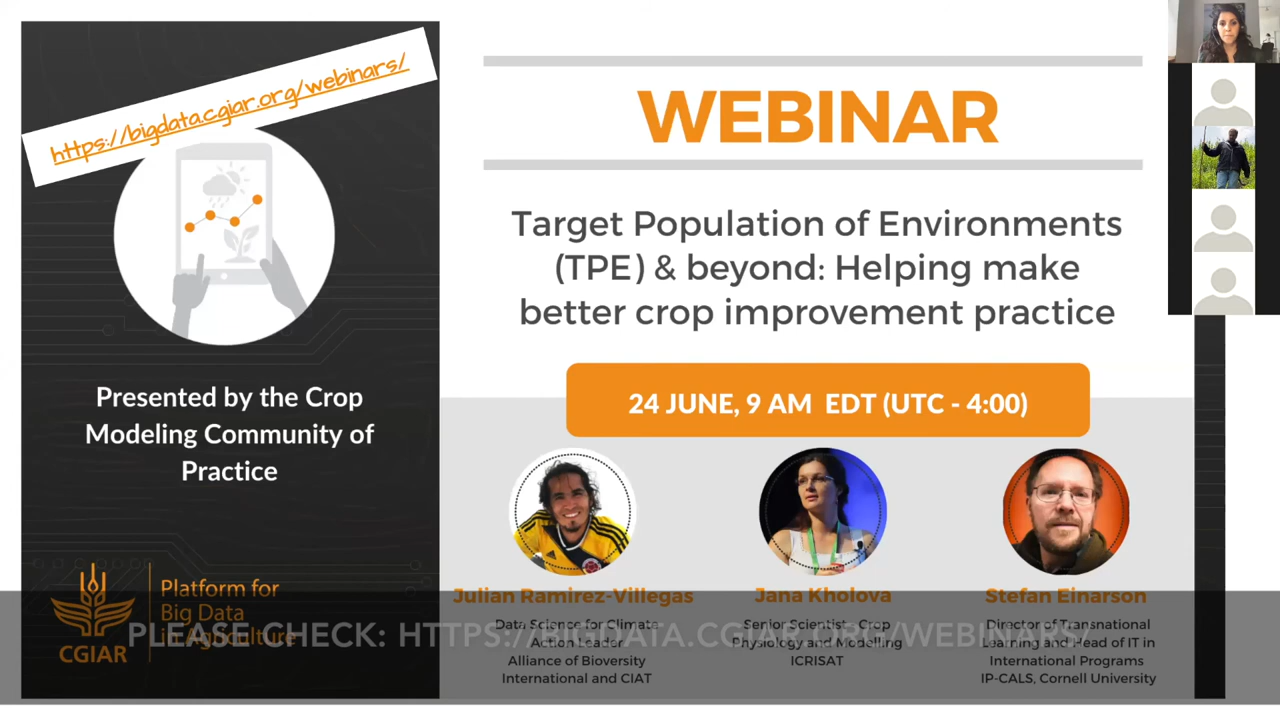 https://bigdata.cgiar.org/webinars/
Presented by the Crop
Modeling Community of
Practice
CGIAR
Platform for
Big Data
in Agriculture
WEBINAR
Target Population of Environments
(TPE) & beyond: Helping make
better crop improvement practice
24 JUNE, 9 AM EDT (UTC - 4:00)
Julian Ramirez-Villegas
Data Science for Climate
Action Leader
Alliance of Bioversity
International and CIAT
Jana Kholova
Senior Scientist, Crop
Physiology and Modelling
ICRISAT
Stefan Einarson
Director of Transnational
Learning and Head of IT in
International Programs
IP-CALS, Cornell University
PLEASE CHECK: HTTPS://BIGDATA.CGIAR.ORG/WEBINARS